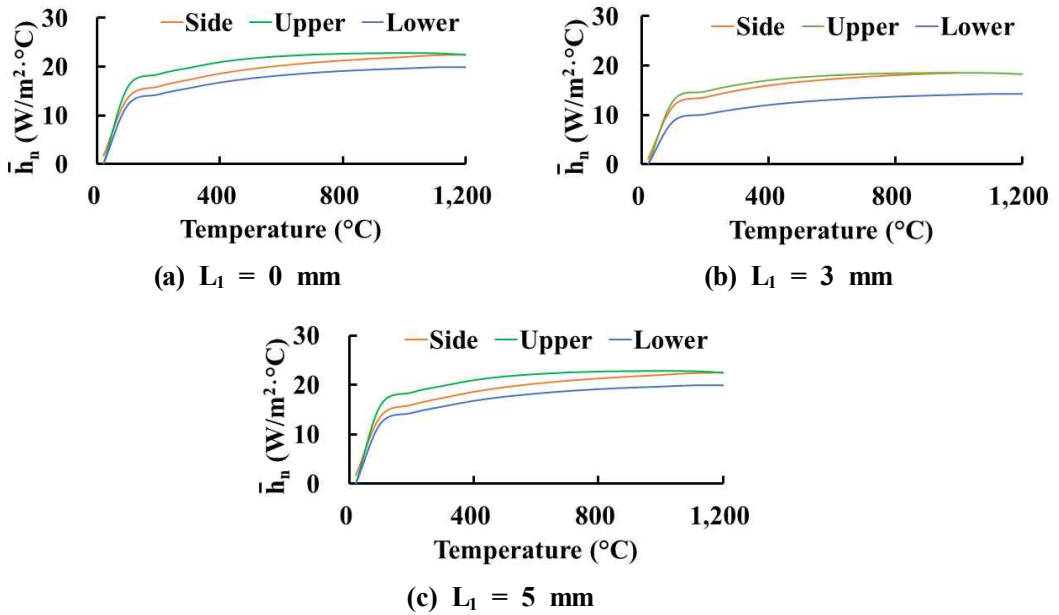 30
Side Upper Lower
20
10
0
0 400 800 1,200
h̄ₙ (W/m²·°C)
Temperature (°C)
(a) L₁ = 0 mm
30
Side Upper Lower
20
10
0
0 400 800 1,200
h̄ₙ (W/m²·°C)
Temperature (°C)
(b) L₁ = 3 mm
30
Side Upper Lower
20
10
0
0 400 800 1,200
h̄ₙ (W/m²·°C)
Temperature (°C)
(c) L₁ = 5 mm